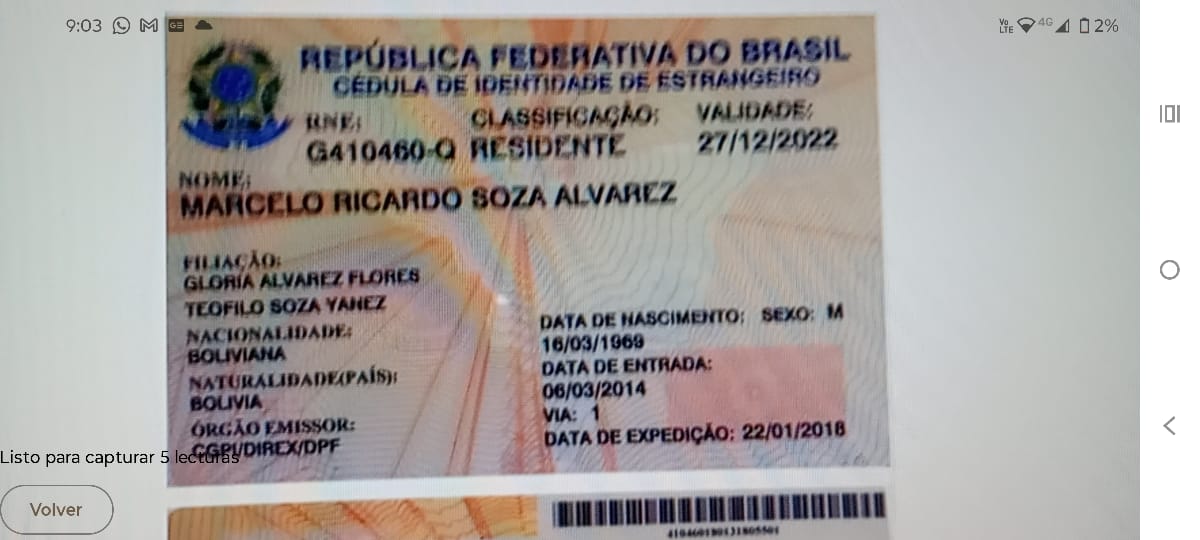 9:03
4G
2%
REPÚBLICA FEDERATIVA DO BRASIL
CÉDULA DE IDENTIDADE DE ESTRANGEIRO
RNE: CLASSIFICAÇÃO: VALIDADE:
G410460-Q RESIDENTE 27/12/2022
NOME:
MARCELO RICARDO SOZA ALVAREZ
FILIAÇÃO:
GLORIA ALVAREZ FLORES
TEOFILO SOZA YANEZ
NACIONALIDADE:
BOLIVIANA
NATURALIDADE(PAÍS):
BOLIVIA
ÓRGÃO EMISSOR:
CGPI/DIREX/DPF
DATA DE NASCIMENTO: SEXO: M
16/03/1969
DATA DE ENTRADA:
06/03/2014
VIA: 1
DATA DE EXPEDIÇÃO: 22/01/2018
Listo para capturar 5 lecturas
Volver